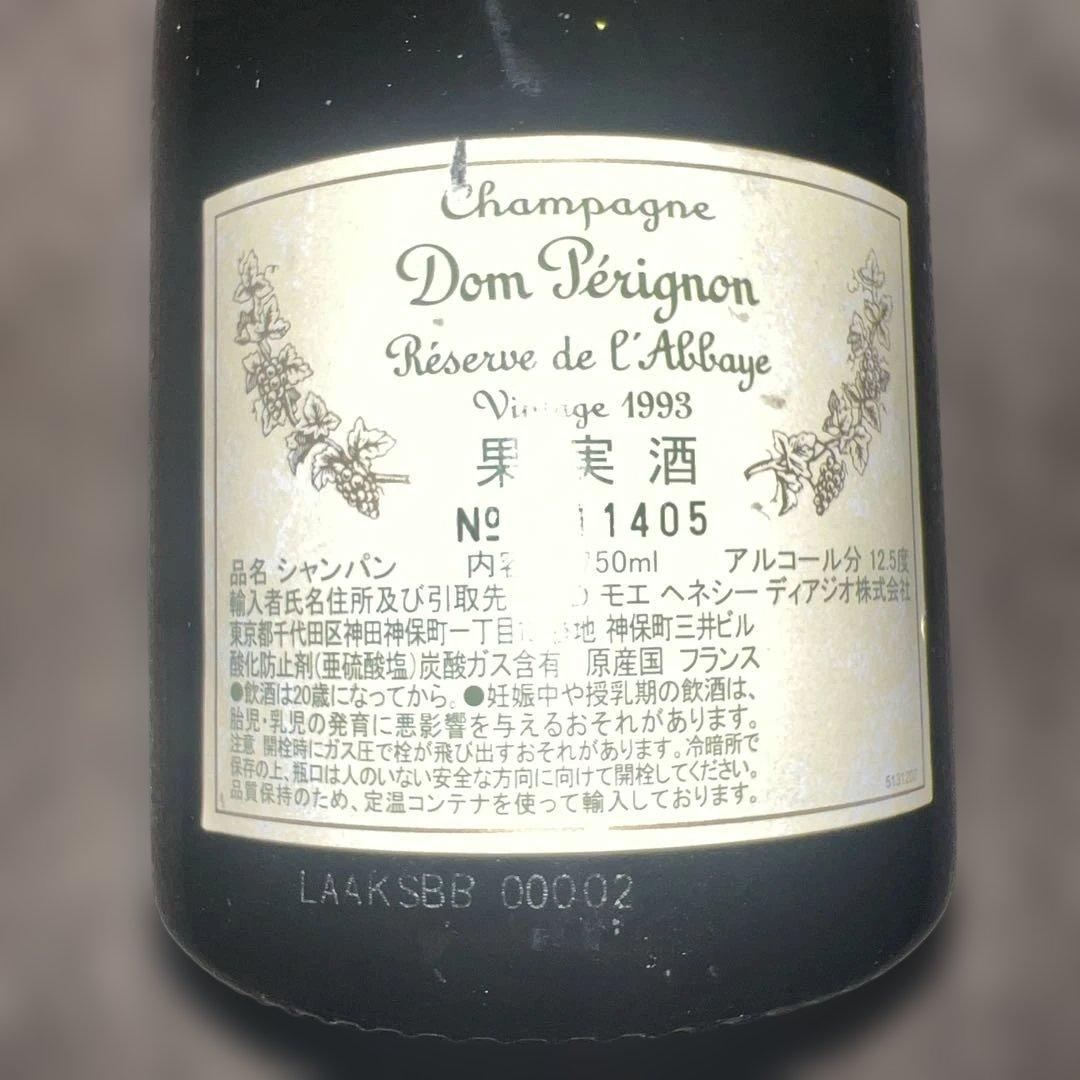 Champagne
Dom Pérignon
Réserve de l'Abbaye
Vintage 1993
果実酒
Nº 11405
品名 シャンパン 内容 750ml アルコール分 12.5度
輸入者氏名住所及び引取先 モエ ヘネシー ディアジオ株式会社
東京都千代田区神田神保町一丁目 番地 神保町三井ビル
酸化防止剤(亜硫酸塩)炭酸ガス含有 原産国 フランス
●飲酒は20歳になってから。●妊娠中や授乳期の飲酒は、
胎児・乳児の発育に悪影響を与えるおそれがあります。
注意 開栓時にガス圧で栓が飛び出すおそれがあります。冷暗所で
保存の上、瓶口は人のいない安全な方向に向けて開栓してください。
品質保持のため、定温コンテナを使って輸入しております。
5131202
LAAKSBB 00002